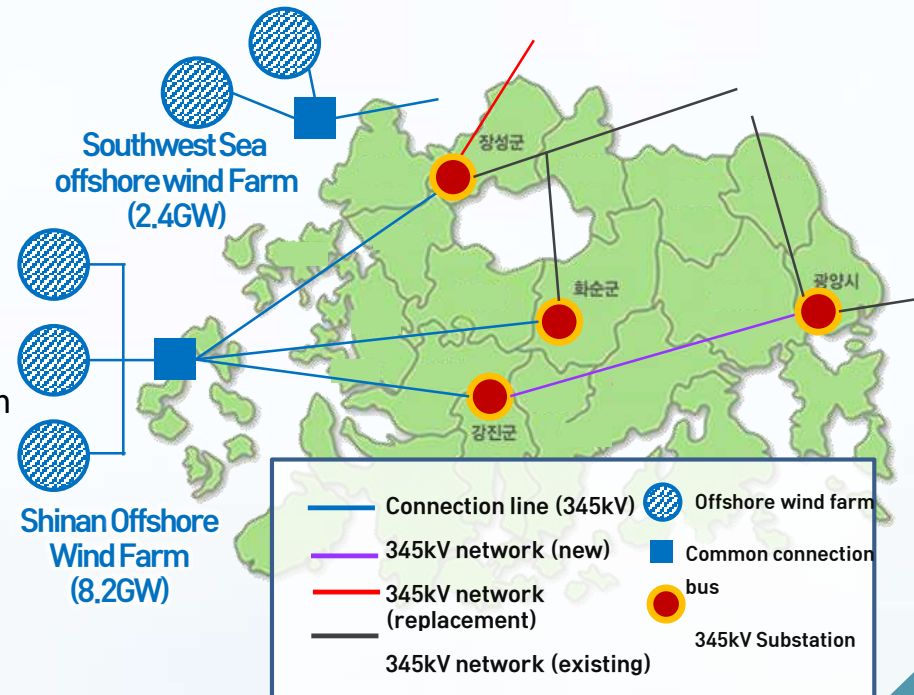 장성군
Southwest Sea
offshore wind Farm
(2.4GW)
광양시
화순군
n
강진군
Shinan Offshore
Wind Farm
(8.2GW)
Connection line (345kV)
345kV network (new)
345kV network
(replacement)
345kV network (existing)
Offshore wind farm
Common connection
bus
345kV Substation